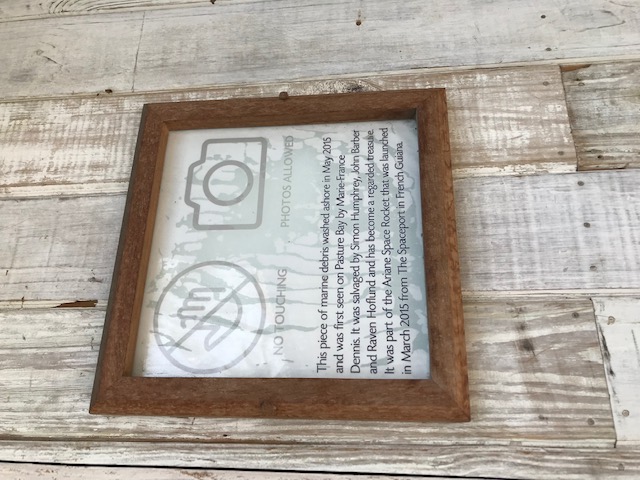 NO TOUCHING
PHOTOS ALLOWED
This piece of marine debris washed ashore in May 2015
and was first seen on Pasture Bay by Marie-France
Dennis. It was salvaged by Simon Humphrey, John Barber
and Raven Hoflund and has become a regarded treasure.
It was part of the Ariane Space Rocket that was launched
in March 2015 from The Spaceport in French Guiana.